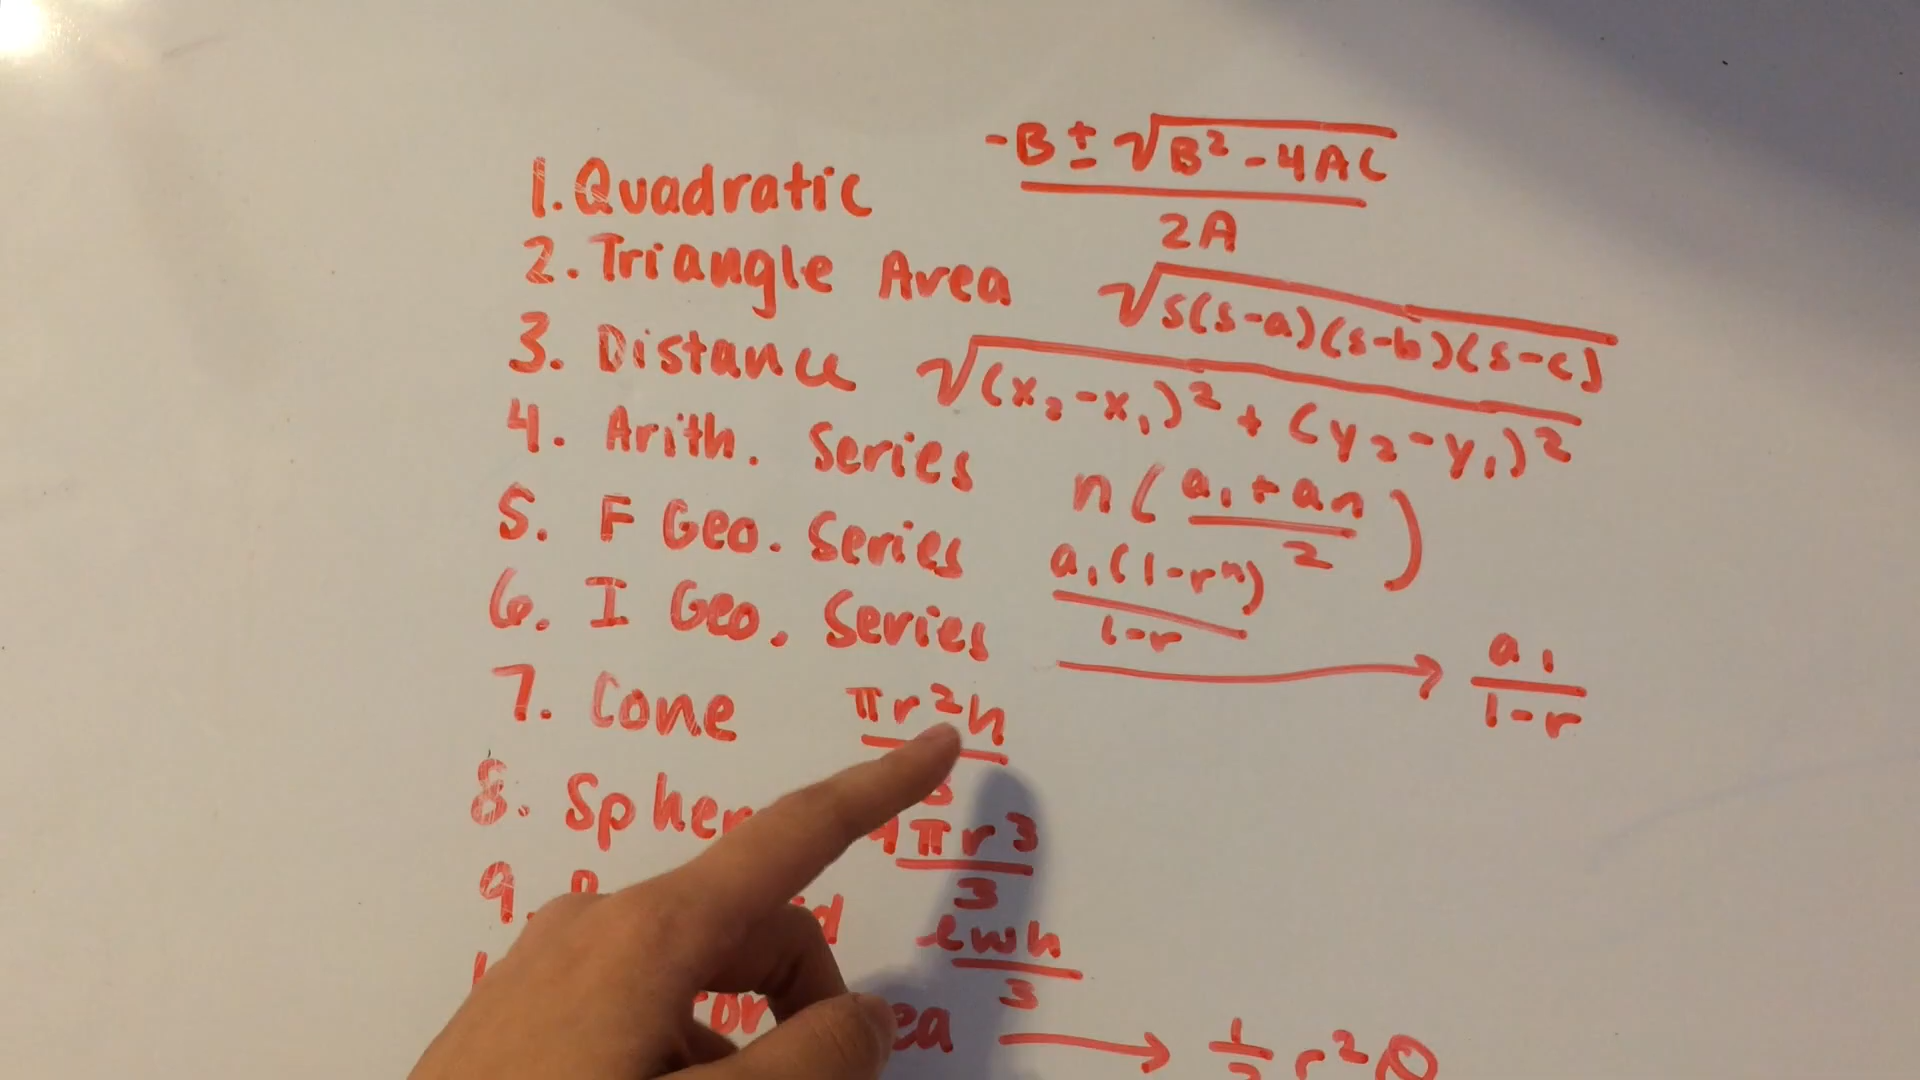 1. Quadratic -B ± √B² - 4AC / 2A
2. Triangle Area √s(s-a)(s-b)(s-c)
3. Distance √(x₂-x₁)² + (y₂-y₁)²
4. Arith. Series n(a₁ + an / 2)
5. F Geo. Series a₁(1-rⁿ) / 1-r
6. I Geo. Series → a₁ / 1-r
7. Cone πr²h / 3
8. 4πr³ / 3
9. lwh / 3
→ r²θ